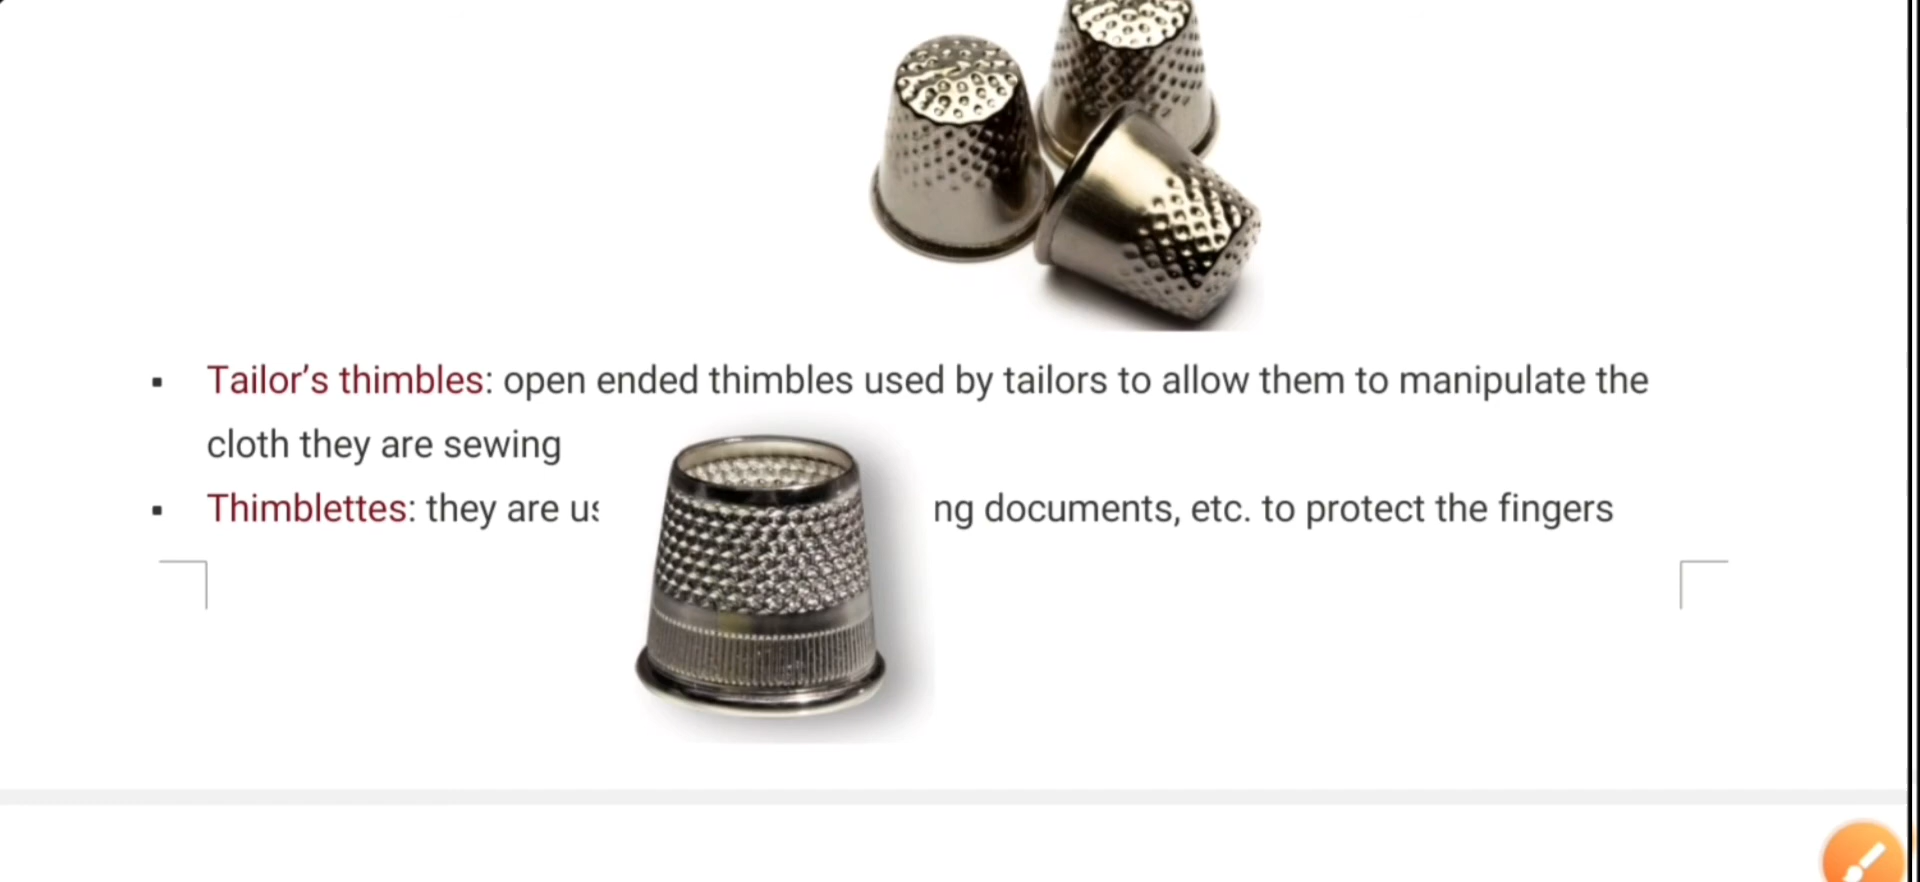 ▪ Tailor’s thimbles: open ended thimbles used by tailors to allow them to manipulate the
cloth they are sewing
▪ Thimblettes: they are ng documents, etc. to protect the fingers